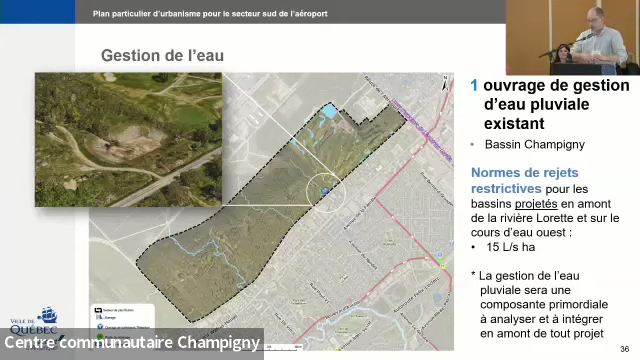 Plan particulier d'urbanisme pour le secteur sud de l'aéroport
Gestion de l'eau
1 ouvrage de gestion
d'eau pluviale
existant
• Bassin Champigny
Normes de rejets
restrictives pour les
bassins projetés en amont
de la rivière Lorette et sur le
cours d'eau ouest :
• 15 L/s ha
* La gestion de l'eau
pluviale sera une
composante primordiale
à analyser et à intégrer
en amont de tout projet
VILLE DE
QUÉBEC
Centre communautaire Champigny
36